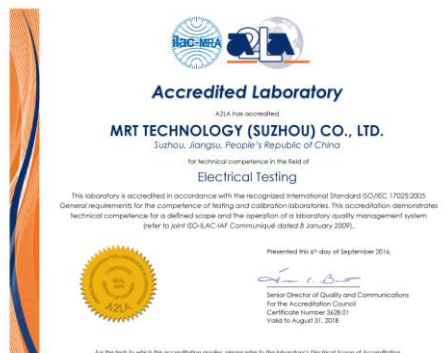 ilac-MRA
A2LA
Accredited Laboratory
A2LA has accredited
MRT TECHNOLOGY (SUZHOU) CO., LTD.
Suzhou, Jiangsu, People's Republic of China
for technical competence in the field of
Electrical Testing
This laboratory is accredited in accordance with the recognized International Standard ISO/IEC 17025:2005
General requirements for the competence of testing and calibration laboratories. This accreditation demonstrates
technical competence for a defined scope and the operation of a laboratory quality management system
(refer to joint ISO-ILAC-IAF Communiqué dated 8 January 2009).
Presented this 6th day of September 2016.
Senior Director of Quality and Communications
For the Accreditation Council
Certificate Number 3628.01
Valid to August 31, 2018
CORPORATE
SEAL
1978
A2LA
For the tests to which this accreditation applies, please refer to the laboratory's Electrical Scope of Accreditation.